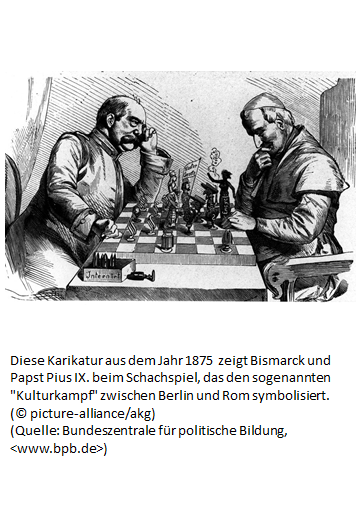 Internirt
Diese Karikatur aus dem Jahr 1875 zeigt Bismarck und
Papst Pius IX. beim Schachspiel, das den sogenannten
"Kulturkampf" zwischen Berlin und Rom symbolisiert.
(© picture-alliance/akg)
(Quelle: Bundeszentrale für politische Bildung,
<www.bpb.de>)